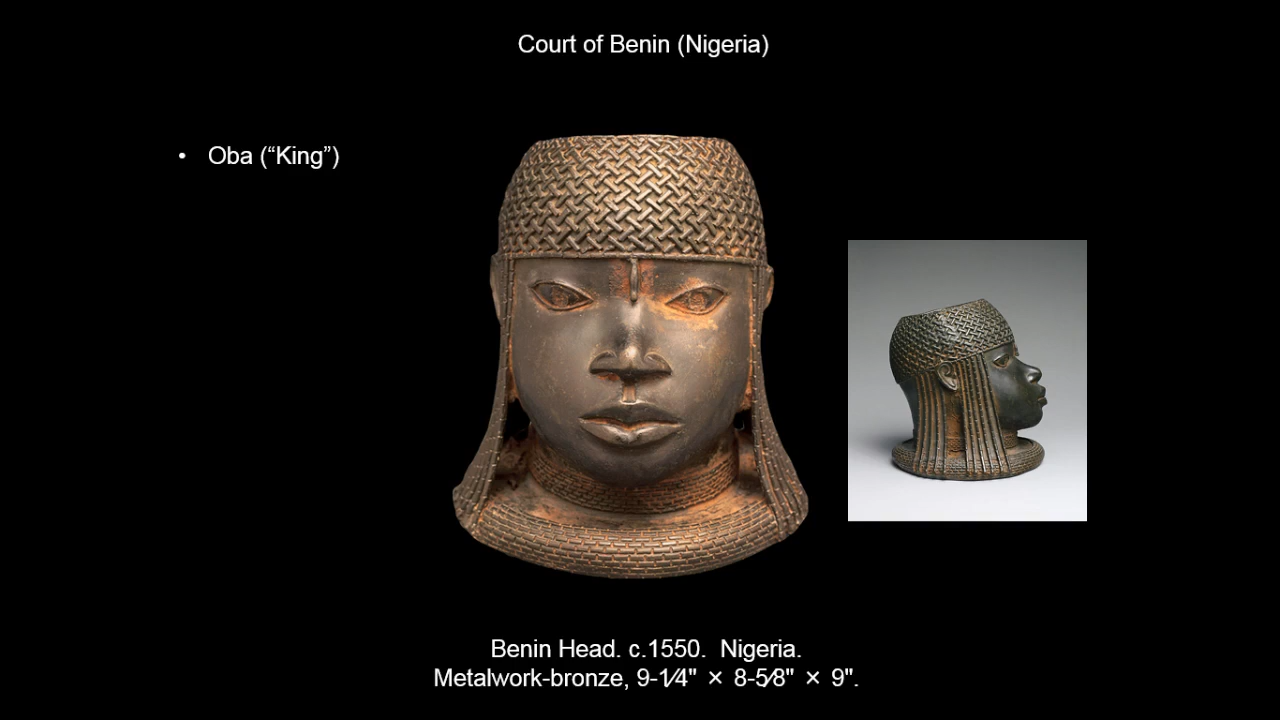 Court of Benin (Nigeria)
• Oba (“King”)
Benin Head. c.1550.  Nigeria.
Metalwork-bronze, 9-1⁄4" × 8-5⁄8" × 9".